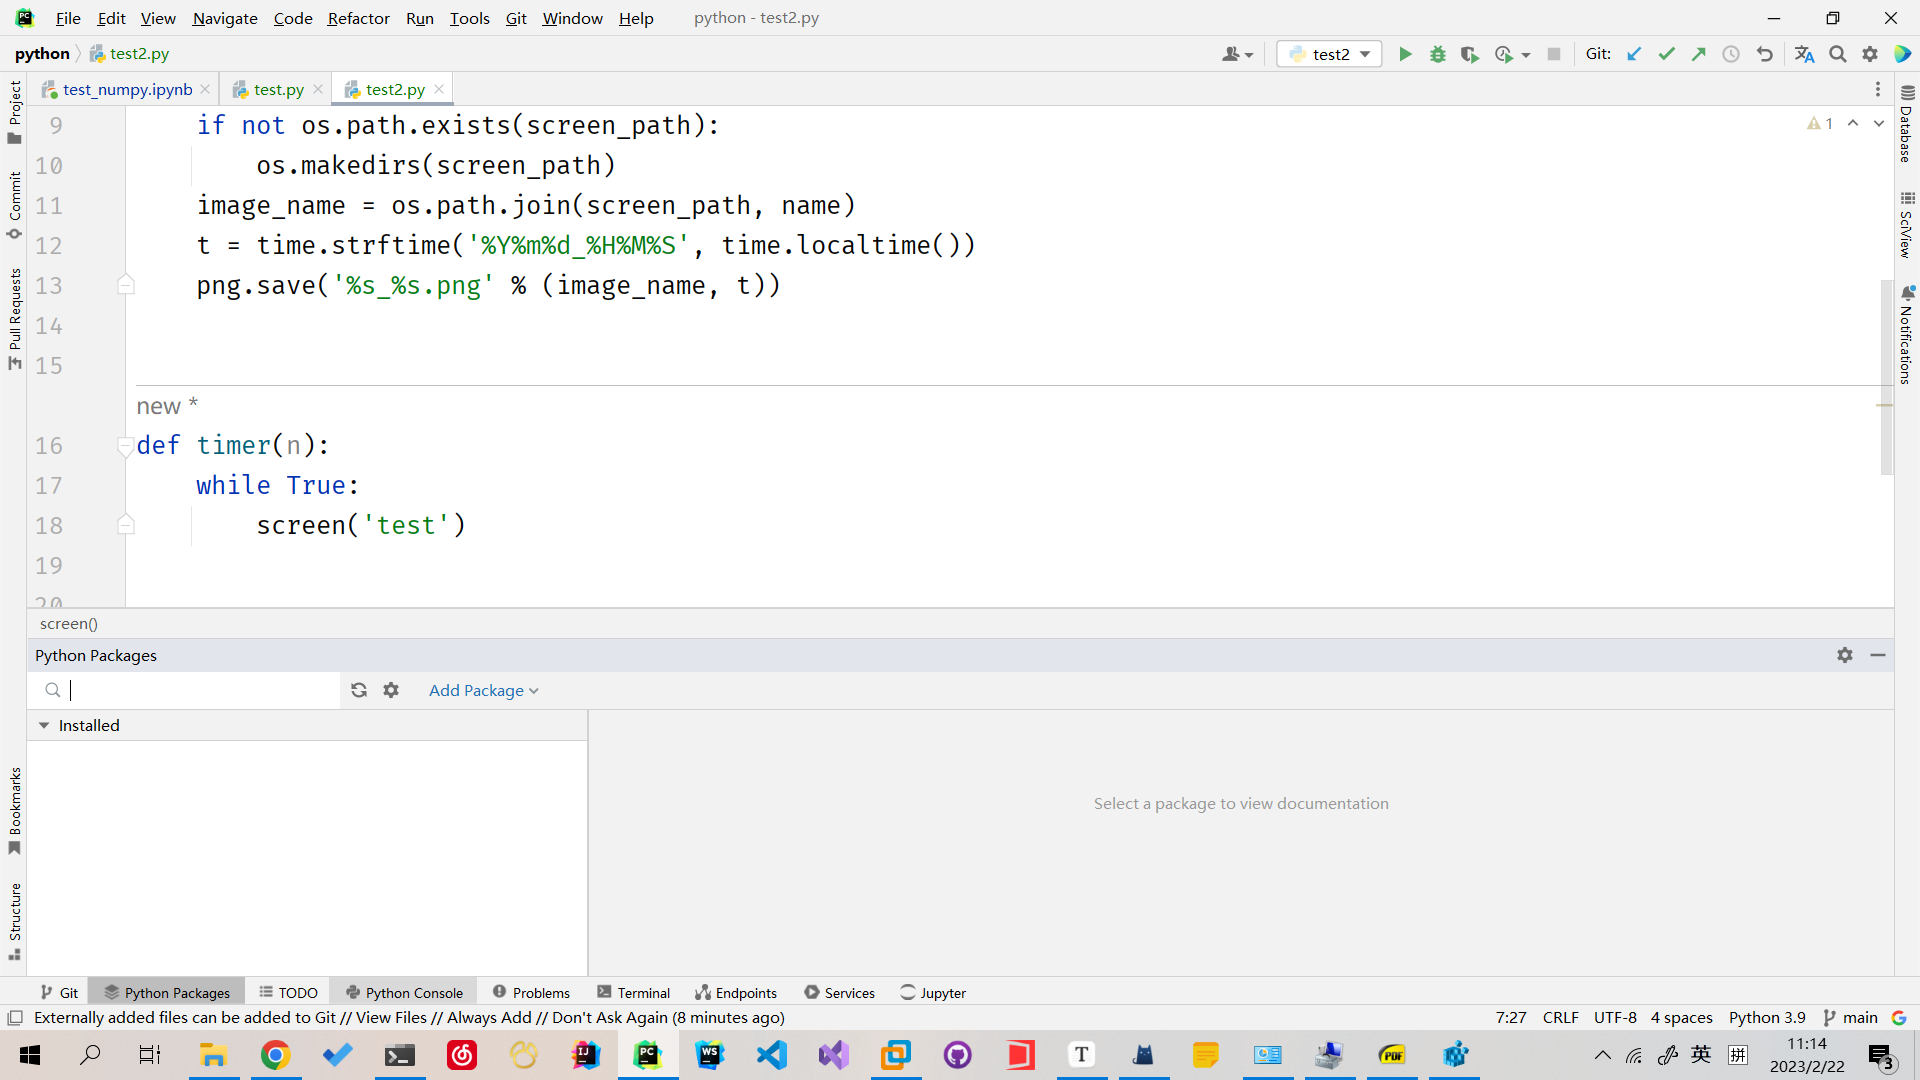 File Edit View Navigate Code Refactor Run Tools Git Window Help python - test2.py
python test2.py test2 Git:
test_numpy.ipynb test.py test2.py
9 if not os.path.exists(screen_path): 1
10 os.makedirs(screen_path)
11 image_name = os.path.join(screen_path, name)
12 t = time.strftime('%Y%m%d_%H%M%S', time.localtime())
13 png.save('%s_%s.png' % (image_name, t))
14
15
new *
16 def timer(n):
17 while True:
18 screen('test')
19
20
screen()
Project
Commit
Pull Requests
Bookmarks
Structure
Database
SciView
Notifications
Python Packages
Add Package
Installed
Select a package to view documentation
Git Python Packages TODO Python Console Problems Terminal Endpoints Services Jupyter
Externally added files can be added to Git // View Files // Always Add // Don't Ask Again (8 minutes ago) 7:27 CRLF UTF-8 4 spaces Python 3.9 main
IJ PC WS T PDF 英 拼 11:14
2023/2/22 3